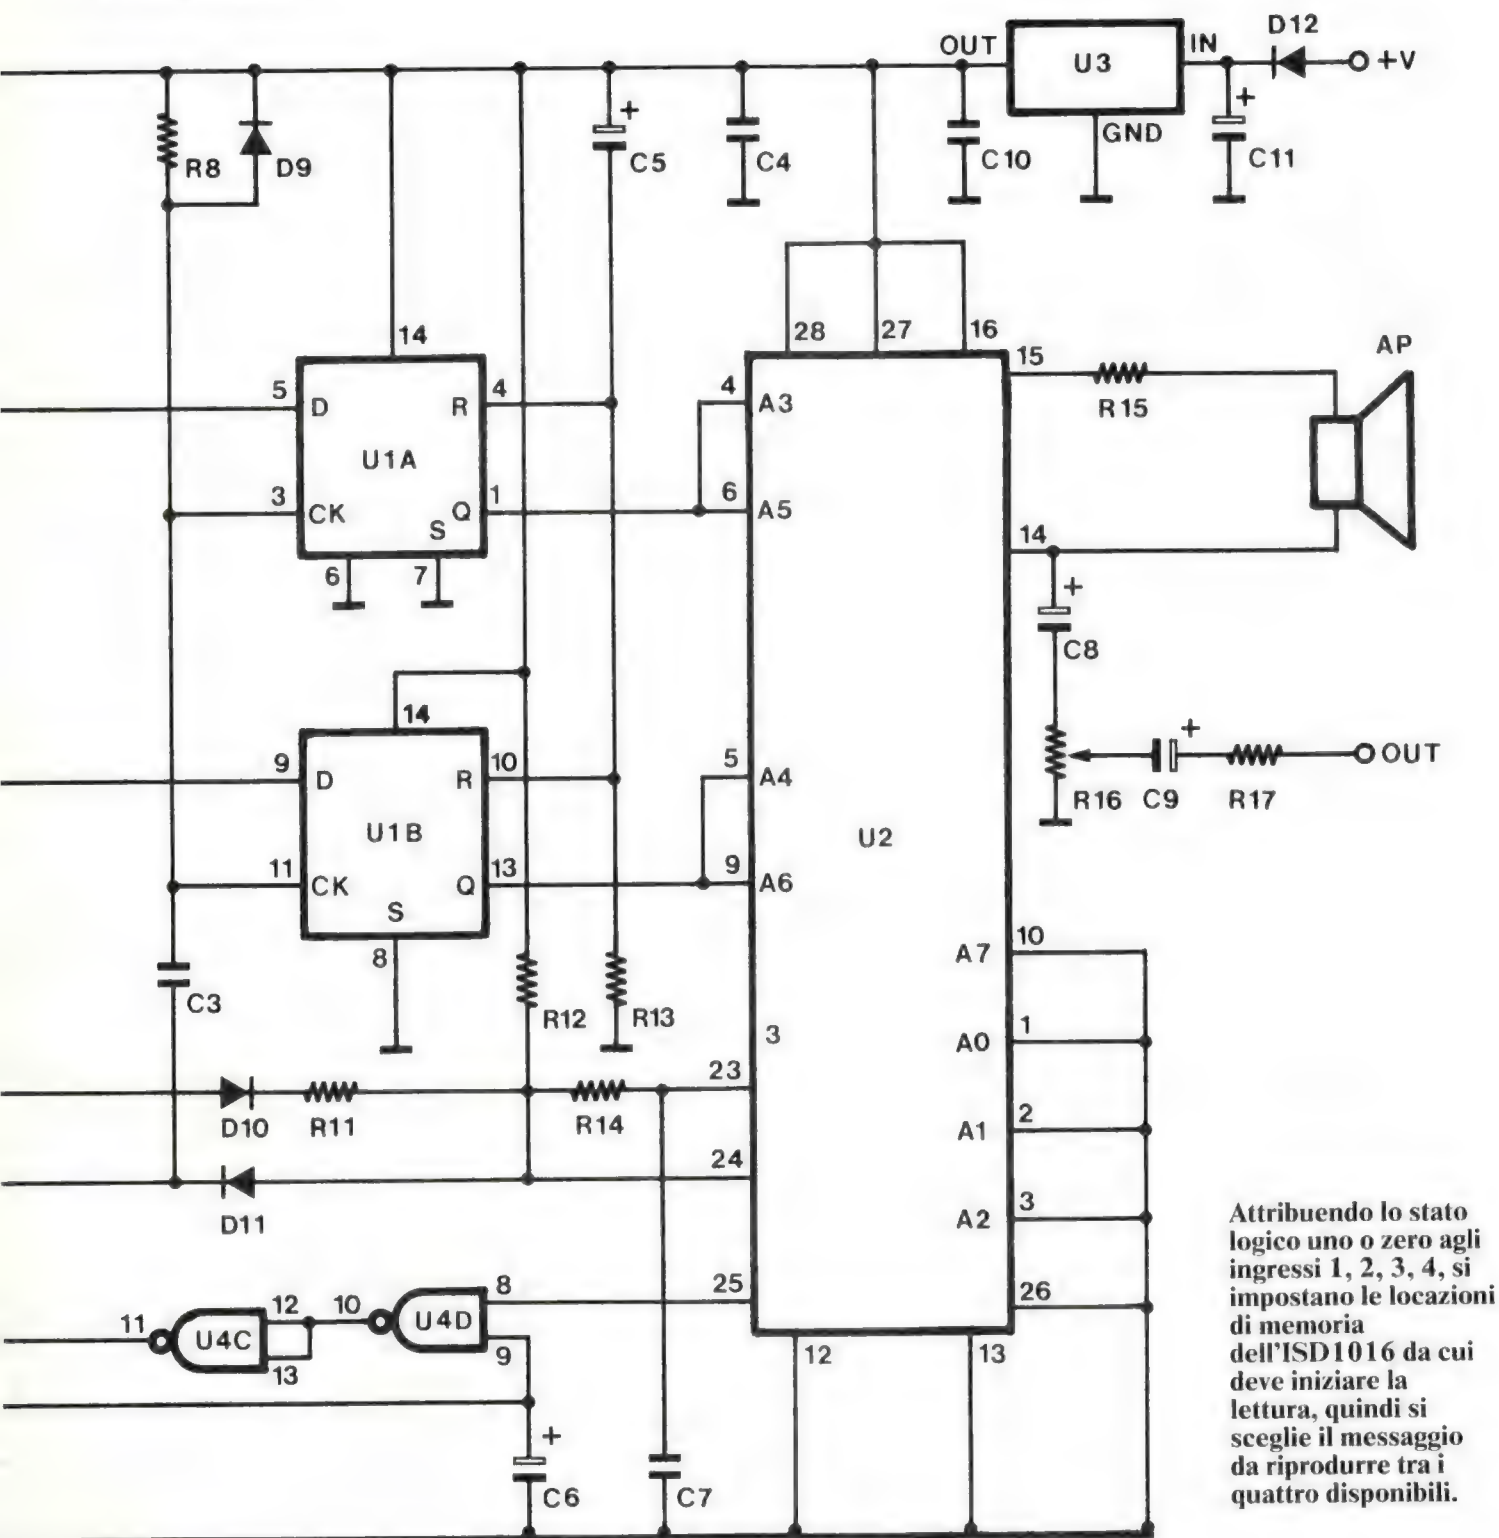 D12
OUT
U3
IN
+V
GND
+
+
R8
D9
C5
C4
C10
C11
14
28
27
16
5
D
R
4
4
A3
15
R15
AP
U1A
3
CK
Q
1
S
6
A5
6
7
14
+
C8
14
9
D
R
10
5
A4
U1B
U2
+
OUT
R16
C9
R17
11
CK
Q
13
9
A6
S
8
A7
10
C3
R12
R13
3
A0
1
23
D10
R11
R14
A1
2
24
D11
A2
3
8
25
26
11
U4C
12
10
U4D
13
9
12
13
+
C6
C7
Attribuendo lo stato
logico uno o zero agli
ingressi 1, 2, 3, 4, si
impostano le locazioni
di memoria
dell'ISD1016 da cui
deve iniziare la
lettura, quindi si
sceglie il messaggio
da riprodurre tra i
quattro disponibili.